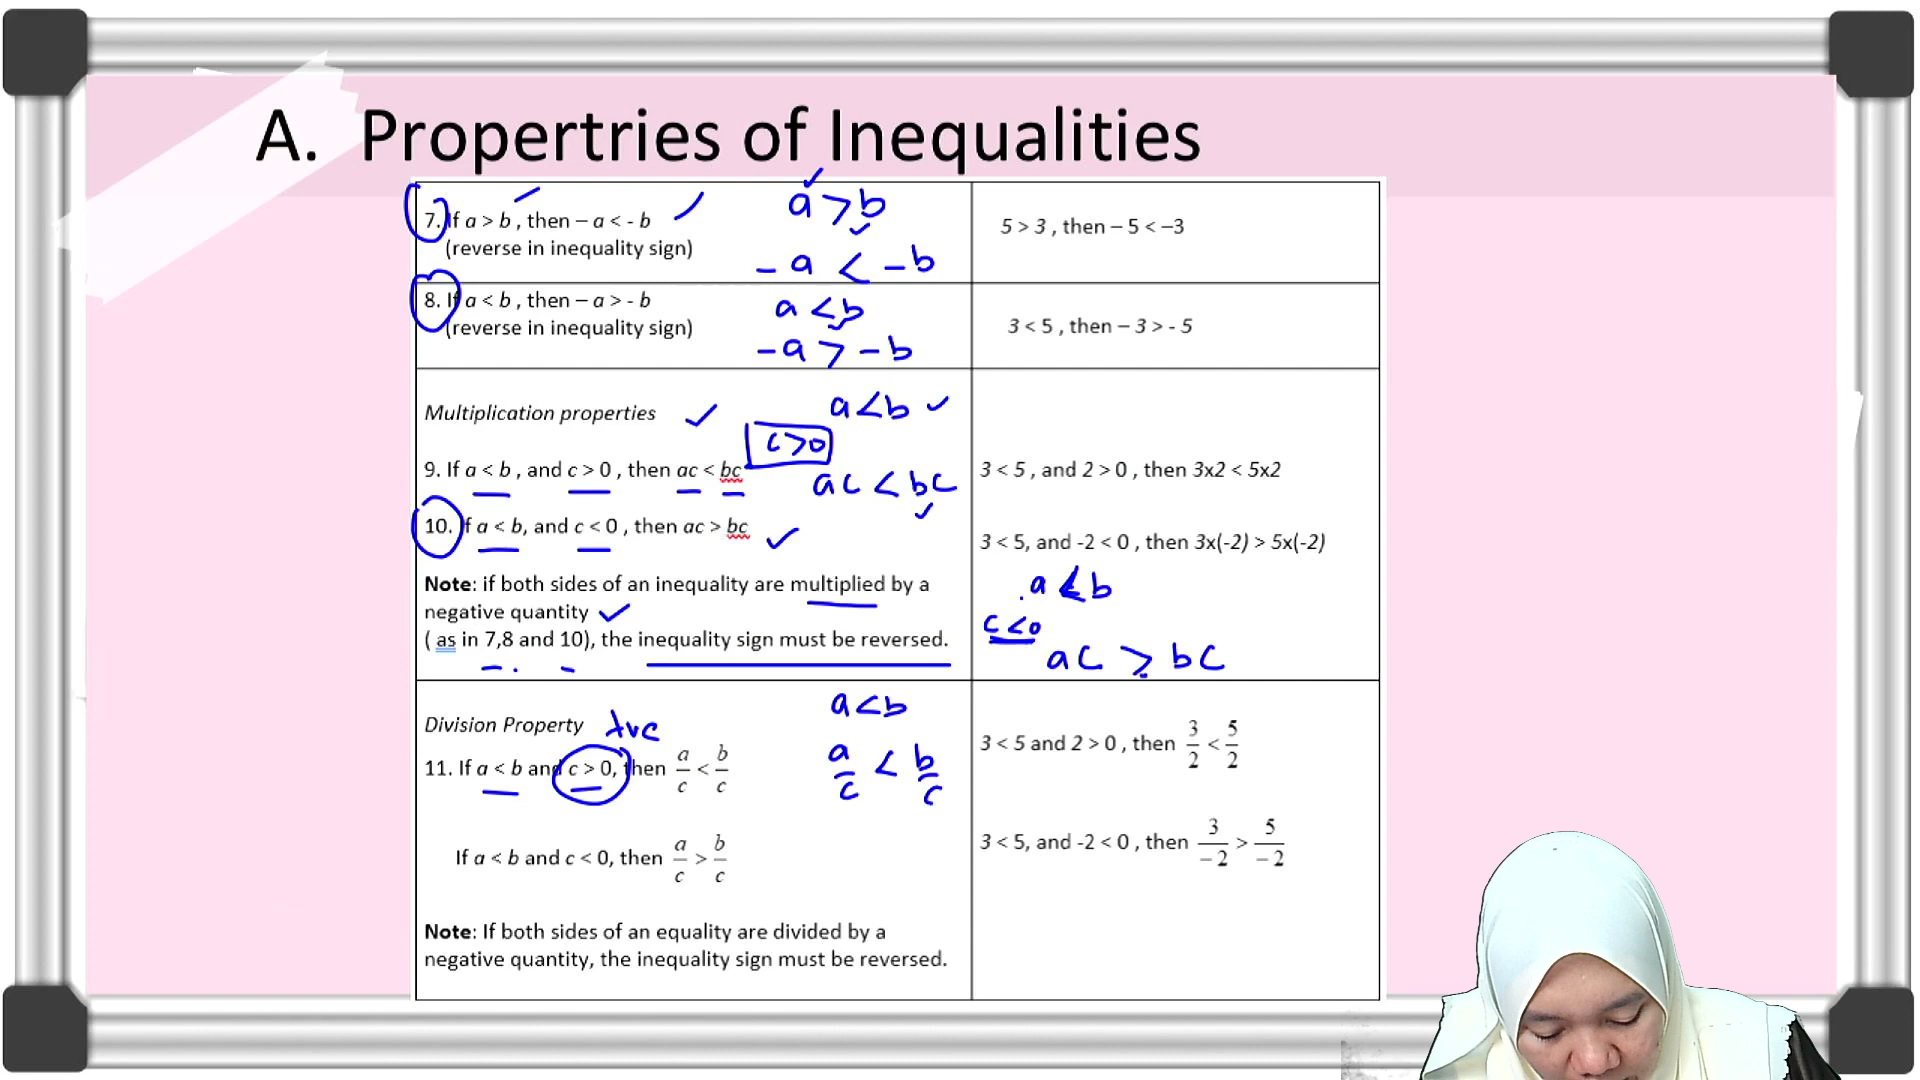 A. Propertries of Inequalities
7. If a > b , then – a < - b
(reverse in inequality sign)
a > b
- a < - b
5 > 3 , then – 5 < –3
8. If a < b , then – a > - b
(reverse in inequality sign)
a < b
- a > - b
3 < 5 , then – 3 > - 5
Multiplication properties
a < b
c > 0
9. If a < b , and c > 0 , then ac < bc
ac < bc
3 < 5 , and 2 > 0 , then 3x2 < 5x2
10. If a < b, and c < 0 , then ac > bc
3 < 5, and -2 < 0 , then 3x(-2) > 5x(-2)
Note: if both sides of an inequality are multiplied by a
negative quantity
( as in 7,8 and 10), the inequality sign must be reversed.
a < b
c < 0
ac > bc
Division Property
+ve
a < b
11. If a < b and c > 0, then a/c < b/c
a/c < b/c
3 < 5 and 2 > 0 , then 3/2 < 5/2
If a < b and c < 0, then a/c > b/c
3 < 5, and -2 < 0 , then 3/–2 > 5/–2
Note: If both sides of an equality are divided by a
negative quantity, the inequality sign must be reversed.